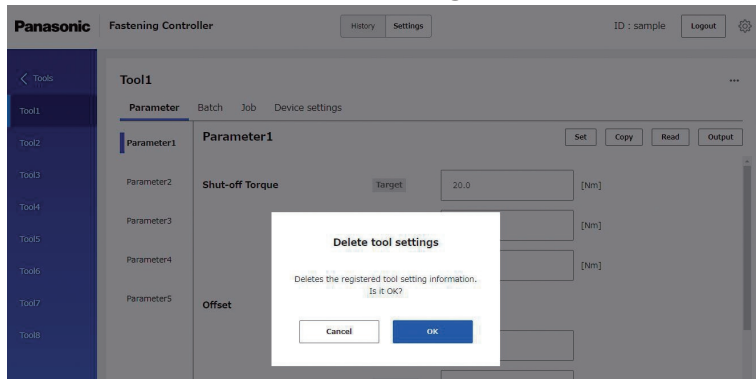 Panasonic Fastening Controller History Settings ID : sample Logout
< Tools
Tool1
Tool2
Tool3
Tool4
Tool5
Tool6
Tool7
Tool8
Tool1
...
Parameter Batch Job Device settings
Parameter1
Parameter2
Parameter3
Parameter4
Parameter5
Parameter1
Set Copy Read Output
Shut-off Torque Target 20.0 [Nm]
[Nm]
[Nm]
Offset
Delete tool settings
Deletes the registered tool setting information.
Is it OK?
Cancel OK